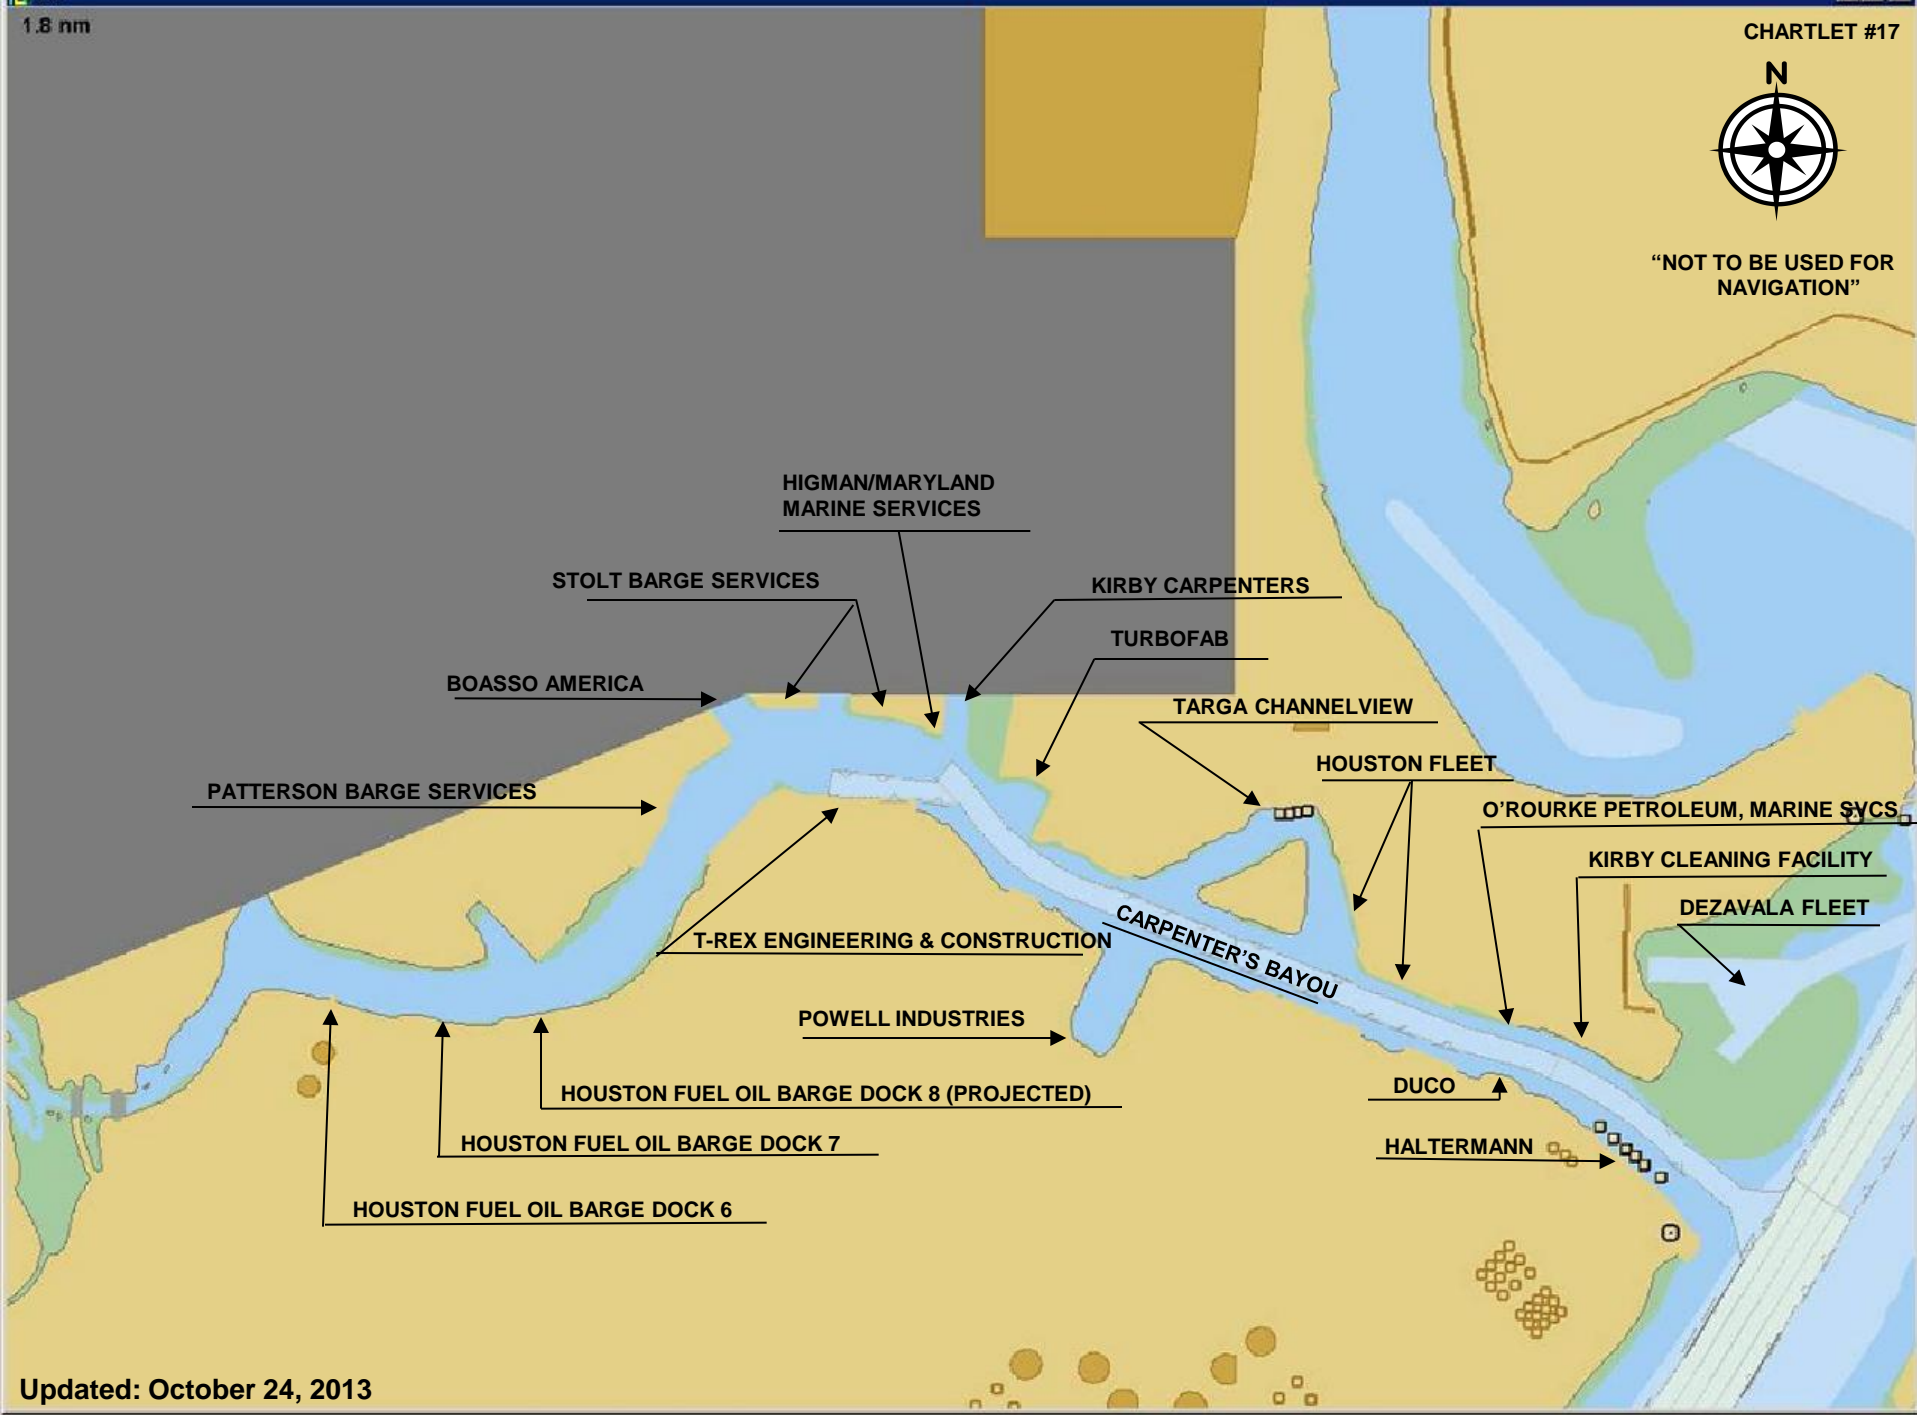 1.8 nm
CHARTLET #17
N
“NOT TO BE USED FOR
NAVIGATION”
HIGMAN/MARYLAND
MARINE SERVICES
STOLT BARGE SERVICES
KIRBY CARPENTERS
TURBOFAB
BOASSO AMERICA
TARGA CHANNELVIEW
HOUSTON FLEET
PATTERSON BARGE SERVICES
O’ROURKE PETROLEUM, MARINE SVCS
KIRBY CLEANING FACILITY
DEZAVALA FLEET
T-REX ENGINEERING & CONSTRUCTION
CARPENTER’S BAYOU
POWELL INDUSTRIES
DUCO
HOUSTON FUEL OIL BARGE DOCK 8 (PROJECTED)
HOUSTON FUEL OIL BARGE DOCK 7
HALTERMANN
HOUSTON FUEL OIL BARGE DOCK 6
Updated: October 24, 2013